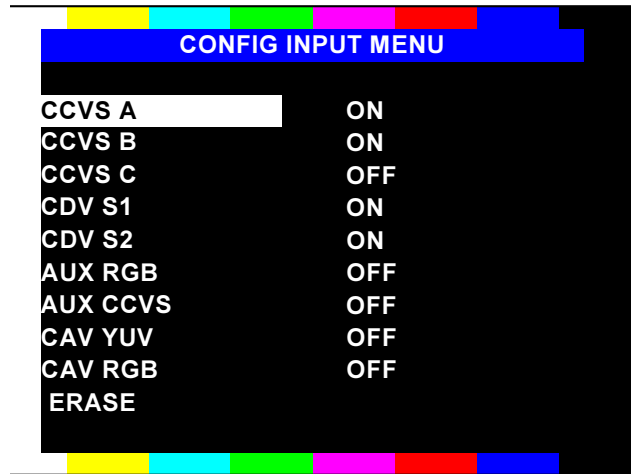 CONFIG INPUT MENU
CCVS A ON
CCVS B ON
CCVS C OFF
CDV S1 ON
CDV S2 ON
AUX RGB OFF
AUX CCVS OFF
CAV YUV OFF
CAV RGB OFF
ERASE